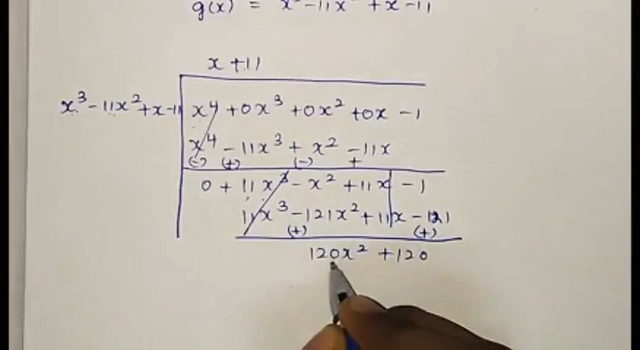 g(x) = x³-11x²+x-11
x +11
x³-11x²+x-11 x⁴ +0x³ +0x² +0x -1
x⁴ -11x³ + x² -11x
(-) (+) (-) +
0 + 11x³ - x² +11x -1
11x³ -121x² +11x -121
(+) (+)
120x² +120